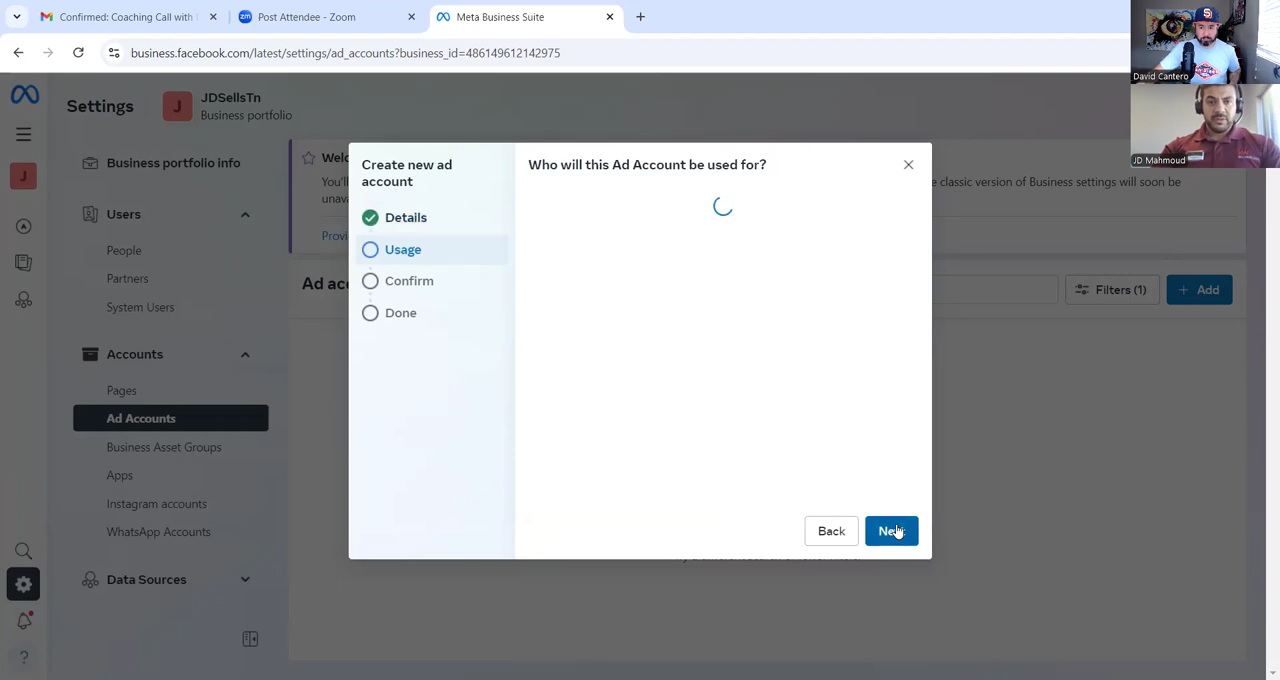 Confirmed: Coaching Call with
Post Attendee - Zoom
Meta Business Suite
business.facebook.com/latest/settings/ad_accounts?business_id=486149612142975
David Cantero
JD Mahmoud
Settings
J
JDSellsTn
Business portfolio
J
Business portfolio info
Users
People
Partners
System Users
Accounts
Pages
Ad Accounts
Business Asset Groups
Apps
Instagram accounts
WhatsApp Accounts
Data Sources
Welc
You'll
e classic version of Business settings will soon be
unava
Provi
Ad acc
Filters (1)
+ Add
Create new ad
account
Details
Usage
Confirm
Done
Who will this Ad Account be used for?
Back